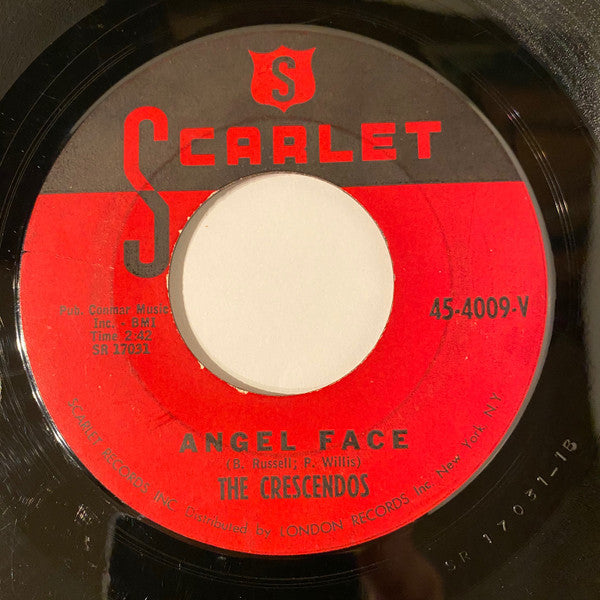 S
SCARLET
Pub. Cosmar Music
Inc. - BMI
Time 2:42
SR 17031
45-4009-V
ANGEL FACE
(B. Russell; F. Willis)
THE CRESCENDOS
SCARLET RECORDS INC. Distributed by LONDON RECORDS Inc. New York N.Y.
SR 17031-1B